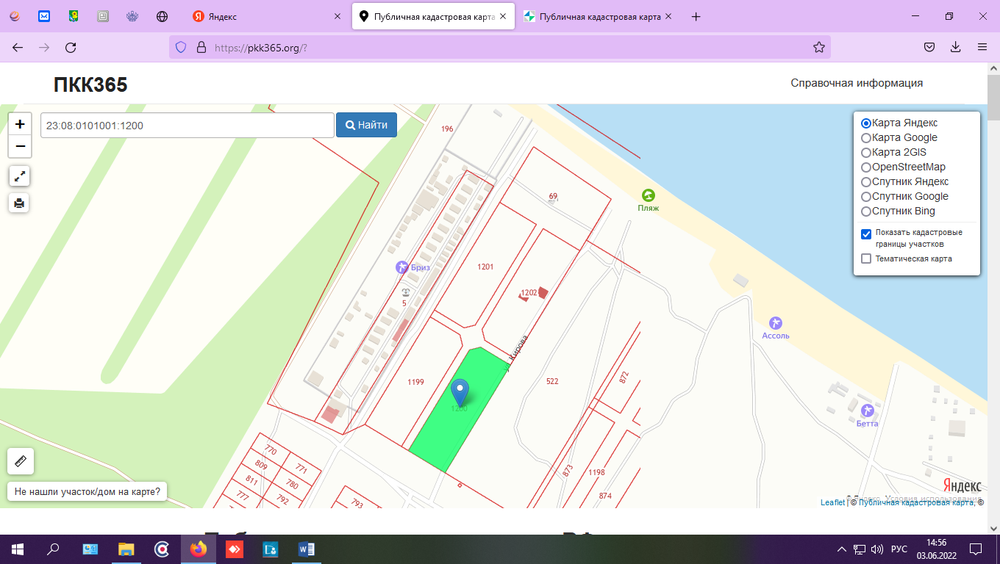 Яндекс
Публичная кадастровая карта
Публичная кадастровая карта
https://pkk365.org/?
ПКК365
Справочная информация
23:08:0101001:1200
Найти
Карта Яндекс
Карта Google
Карта 2GIS
OpenStreetMap
Спутник Яндекс
Спутник Google
Спутник Bing
Показать кадастровые
границы участков
Тематическая карта
196
69
Пляж
1201
Бриз
1202
5
Ассоль
Кирова
1199
522
872
1200
Бетта
770
771
809
780
811
777
792
793
873
1198
874
Не нашли участок/дом на карте?
Яндекс
Условия использования
Leaflet | © Публичная кадастровая карта, ©
РУС
14:56
03.06.2022